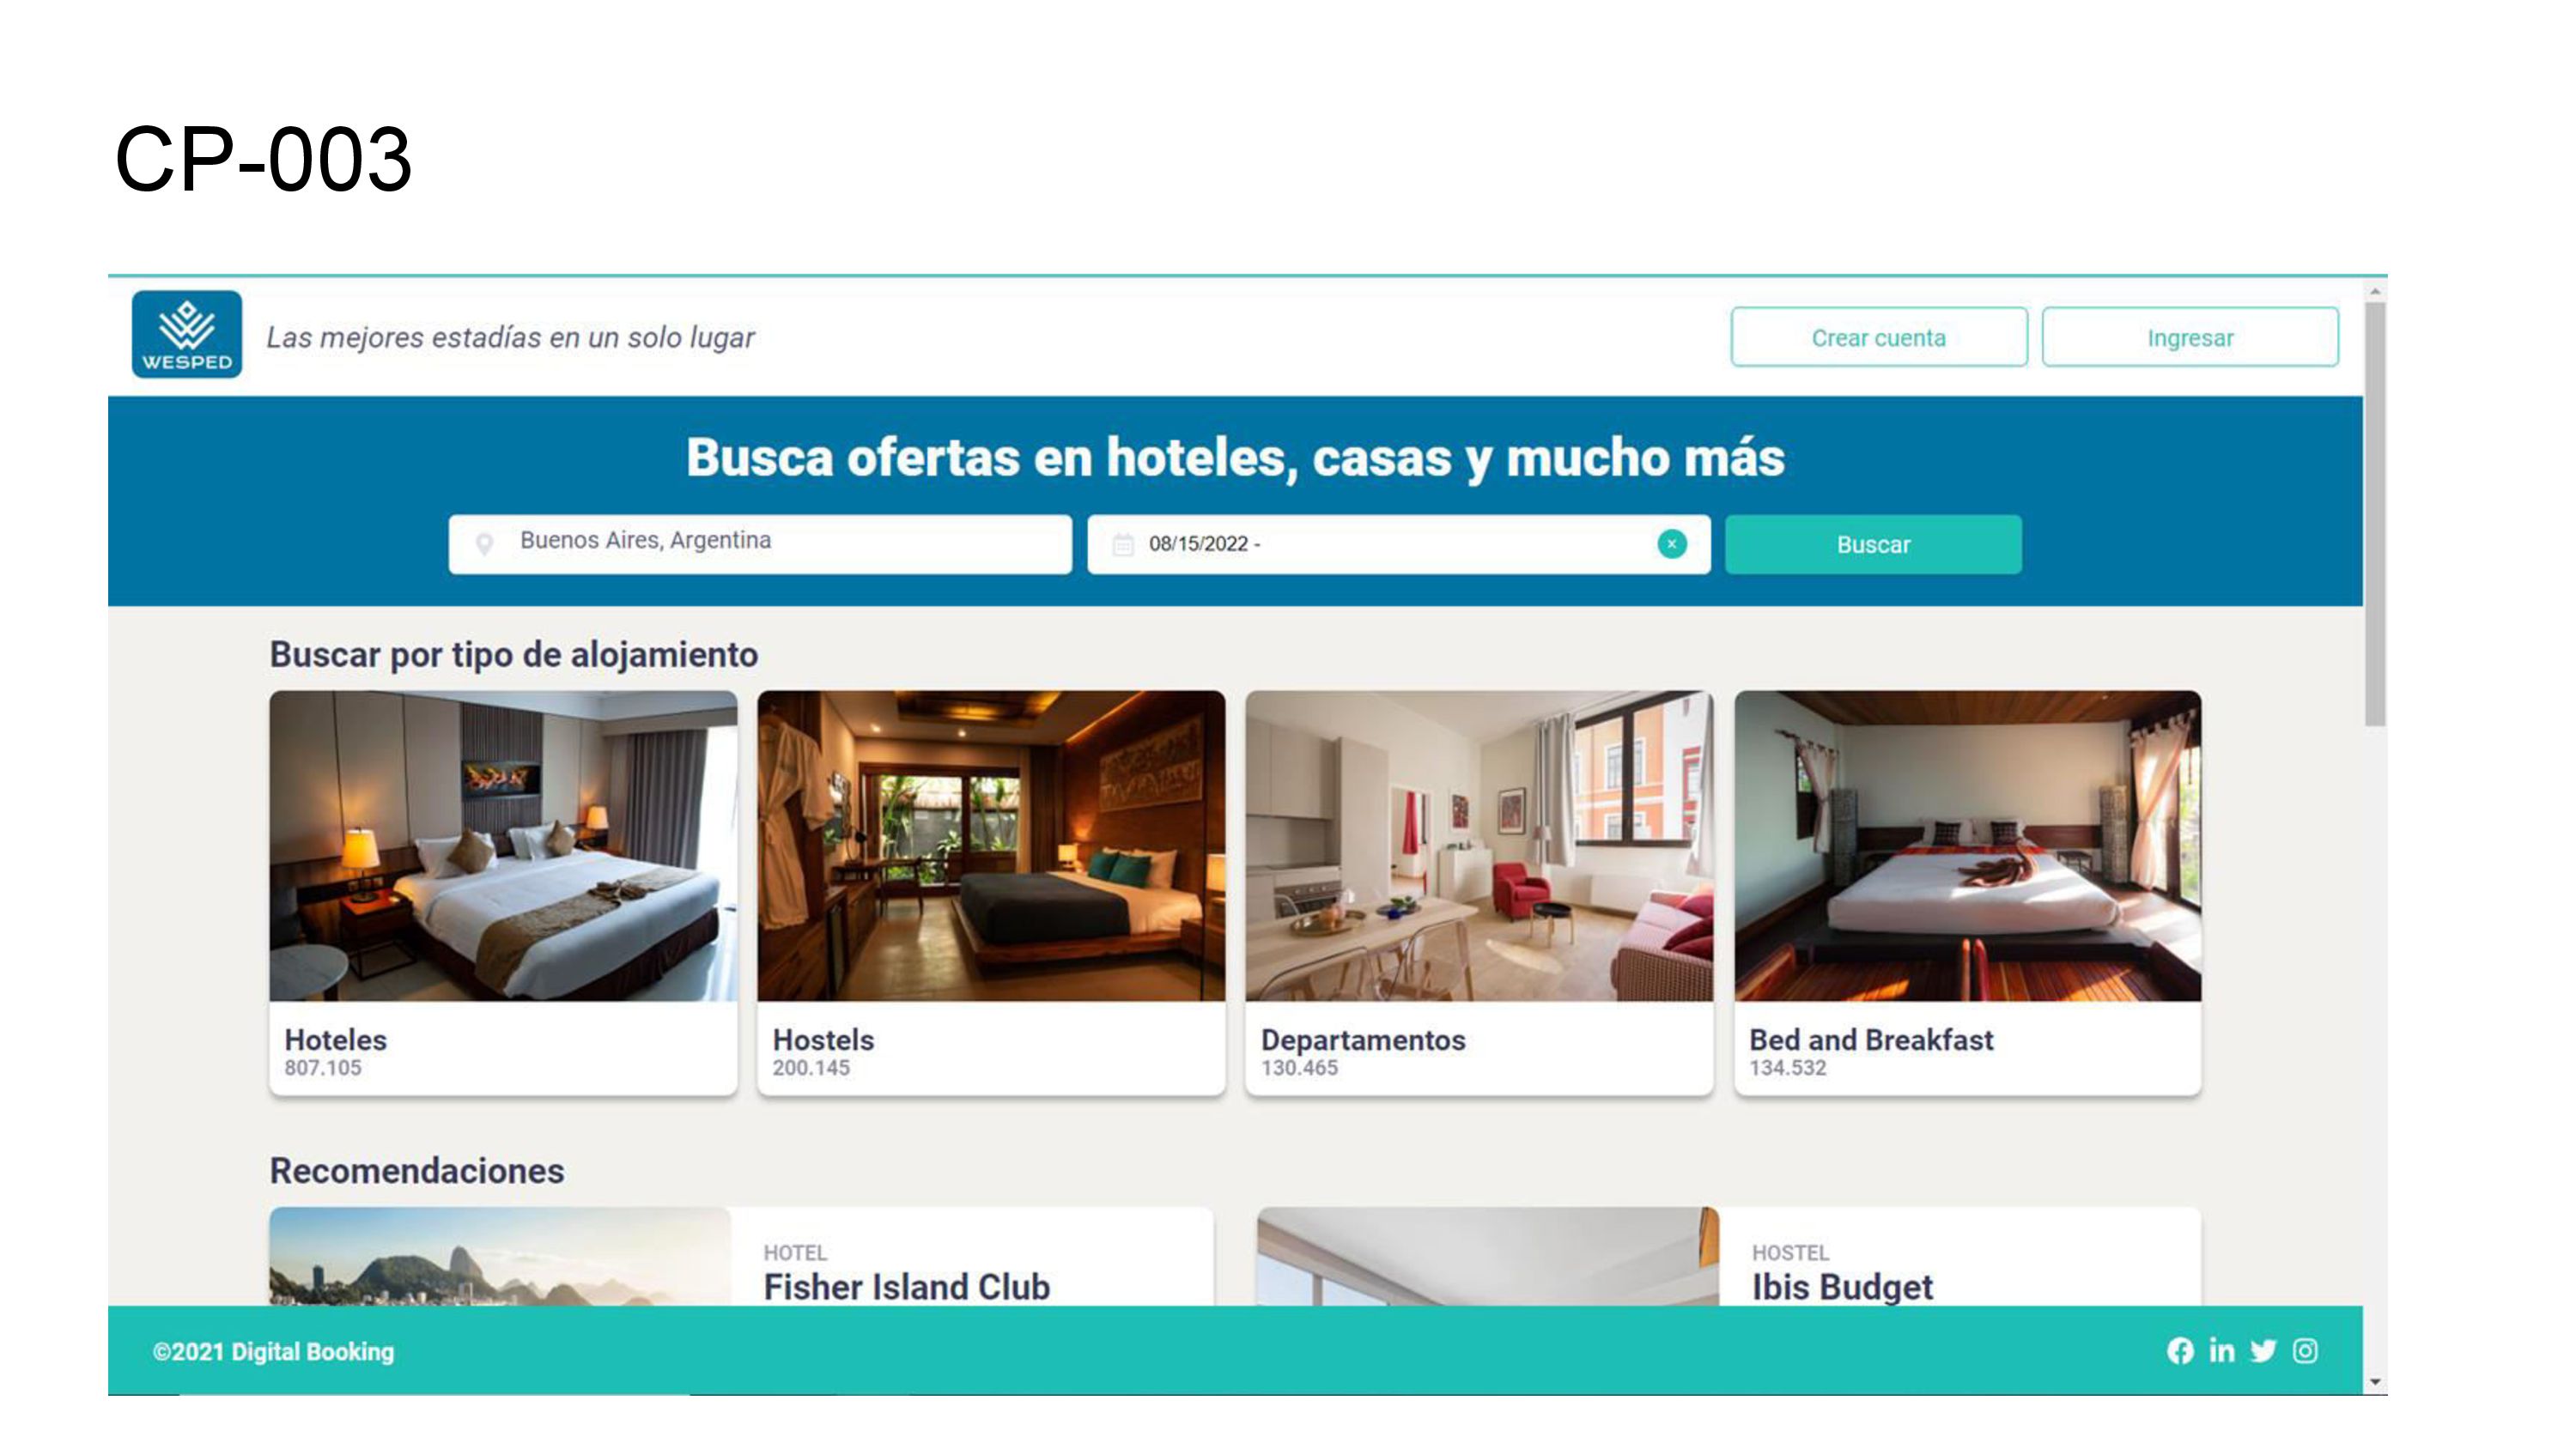 CP-003
WESPED
Las mejores estadías en un solo lugar
Crear cuenta
Ingresar
Busca ofertas en hoteles, casas y mucho más
Buenos Aires, Argentina
08/15/2022 -
Buscar
Buscar por tipo de alojamiento
Hoteles
807.105
Hostels
200.145
Departamentos
130.465
Bed and Breakfast
134.532
Recomendaciones
HOTEL
Fisher Island Club
HOSTEL
Ibis Budget
©2021 Digital Booking